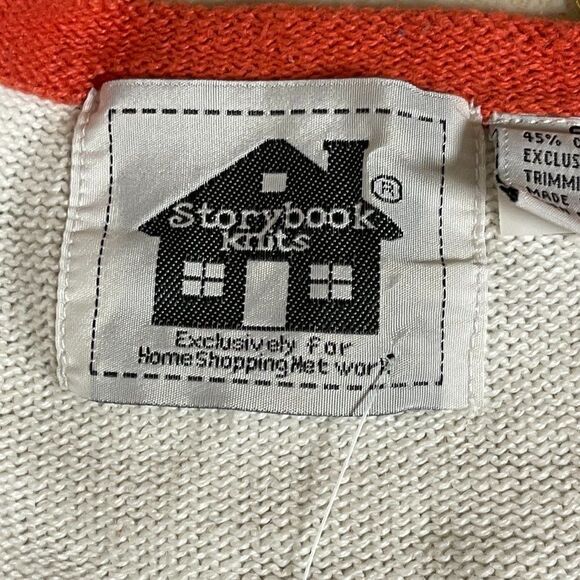 ®
Storybook
Knits
Exclusively for
Home Shopping Network
45%
EXCLUS
TRIMMI
MADE